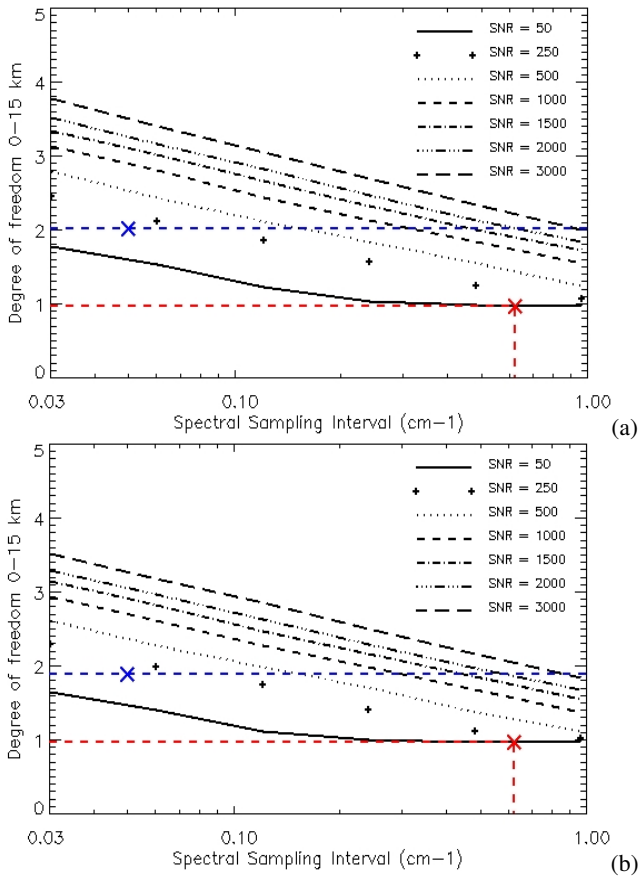 5
4
3
2
1
0
Degree of freedom 0-15 km
SNR = 50
SNR = 250
SNR = 500
SNR = 1000
SNR = 1500
SNR = 2000
SNR = 3000
0.03
0.10
1.00
Spectral Sampling Interval (cm-1)
(a)
5
4
3
2
1
0
Degree of freedom 0-15 km
SNR = 50
SNR = 250
SNR = 500
SNR = 1000
SNR = 1500
SNR = 2000
SNR = 3000
0.03
0.10
1.00
Spectral Sampling Interval (cm-1)
(b)